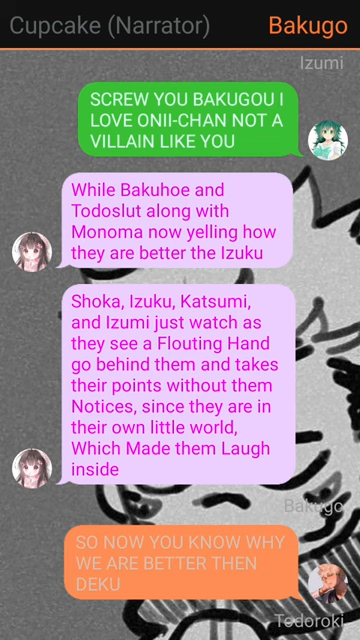 Cupcake (Narrator) Bakugo
Izumi
SCREW YOU BAKUGOU I
LOVE ONII-CHAN NOT A
VILLAIN LIKE YOU
While Bakuhoe and
Todoslut along with
Monoma now yelling how
they are better the Izuku
Shoka, Izuku, Katsumi,
and Izumi just watch as
they see a Flouting Hand
go behind them and takes
their points without them
Notices, since they are in
their own little world,
Which Made them Laugh
inside
Bakugo
SO NOW YOU KNOW WHY
WE ARE BETTER THEN
DEKU
Todoroki